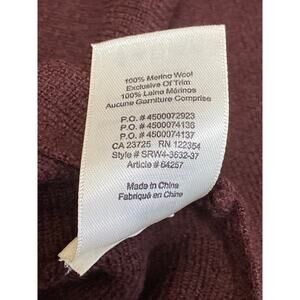 100% Merino Wool
Exclusive Of Trim
100% Laine Mérinos
Aucune Garniture Comprise
P.O. # 4500072923
P.O. # 4500074136
P.O. # 4500074137
CA 23725 RN 122354
Style # SRW4-3532-37
Article # 84257
Made in China
Fabriqué en Chine